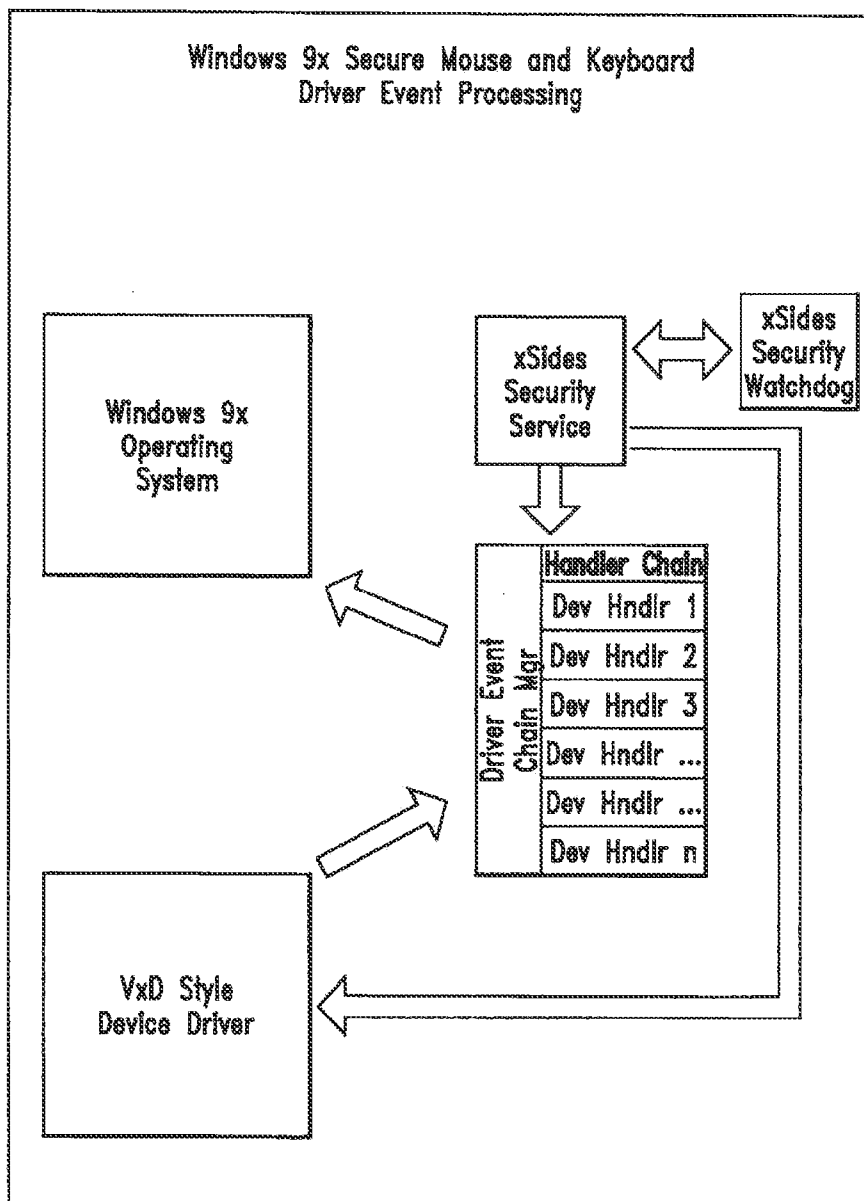 Windows 9x Secure Mouse and Keyboard
Driver Event Processing
Windows 9x
Operating
System
xSides
Security
Service
xSides
Security
Watchdog
Driver Event
Chain Mgr
Handler Chain
Dev Hndlr 1
Dev Hndlr 2
Dev Hndlr 3
Dev Hndlr ...
Dev Hndlr ...
Dev Hndlr n
VxD Style
Device Driver